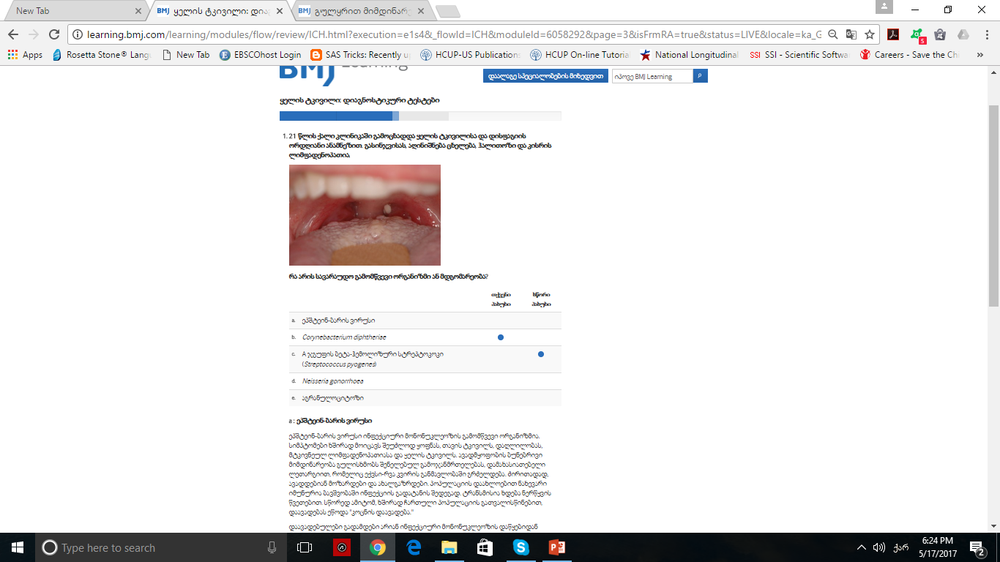 New Tab
BMJ ყელის ტკივილი: დია
BMJ გულყრით მიმდინარ
learning.bmj.com/learning/modules/flow/review/ICH.html?execution=e1s4&_flowId=ICH&moduleId=6058292&page=3&isFrmRA=true&status=LIVE&locale=ka_G
5
Apps
Rosetta Stone® Langu
New Tab
EBSCOhost Login
SAS Tricks: Recently u
HCUP-US Publication
HCUP On-line Tutoria
National Longitudinal
SSI SSI - Scientific Softwa
Careers - Save the Ch
BMJ Learning
დაალაგე სპეციალობების მიხედვით
იპოვე BMJ Learning
ყელის ტკივილი: დიაგნოსტიკური ტესტები
1. 21 წლის ქალი კლინიკაში გამოცხადდა ყელის ტკივილისა და დისფაგიის
ორდღიანი ანამნეზით. გასინჯვისას, აღინიშნება ცხელება, ჰალითოზი და კისრის
ლიმფადენოპათია.
რა არის სავარაუდო გამომწვევი ორგანიზმი ან მდგომარეობა?
თქვენი
პასუხი
სწორი
პასუხი
a. ეპშტეინ-ბარის ვირუსი
b. Corynebacterium diphtheriae
c. A ჯგუფის ბეტა-ჰემოლიზური სტრეპტოკოკი
(Streptococcus pyogenes)
d. Neisseria gonorrhoea
e. აგრანულოციტოზი
a : ეპშტეინ-ბარის ვირუსი
ეპშტეინ-ბარის ვირუსი ინფექციური მონონუკლეოზის გამომწვევი ორგანიზმია.
სიმპტომები ხშირად მოიცავს შეუძლოდ ყოფნას, თავის ტკივილს, დაღლილობას,
მტკივნეულ ლიმფადენოპათიასა და ყელის ტკივილს. ავადმყოფობის ბუნებრივი
მიმდინარეობა გულისხმობს შენელებულ გამოჯანმრთელებას, დამახასიათებელი
ლეთარგიით, რომელიც ექვსი-რვა კვირის განმავლობაში გრძელდება. ძირითადად,
ავადდებიან მოზარდები და ახალგაზრდები. პოპულაციის დაახლოებით ნახევარი
იმუნურია ბავშვობაში ინფექციის გადატანის შედეგად. ტრანსმისია ხდება ნერწყვის
წვეთებით. სწორედ ამიტომ, ხშირად ჩართული პოპულაციის გათვალისწინებით,
დაავადებას ეწოდა "კოცნის დაავადება."
დაავადებულები გადამდები არიან ინფექციური მონონუკლეოზის დაწყებიდან
Type here to search
ქარ
6:24 PM
5/17/2017
2